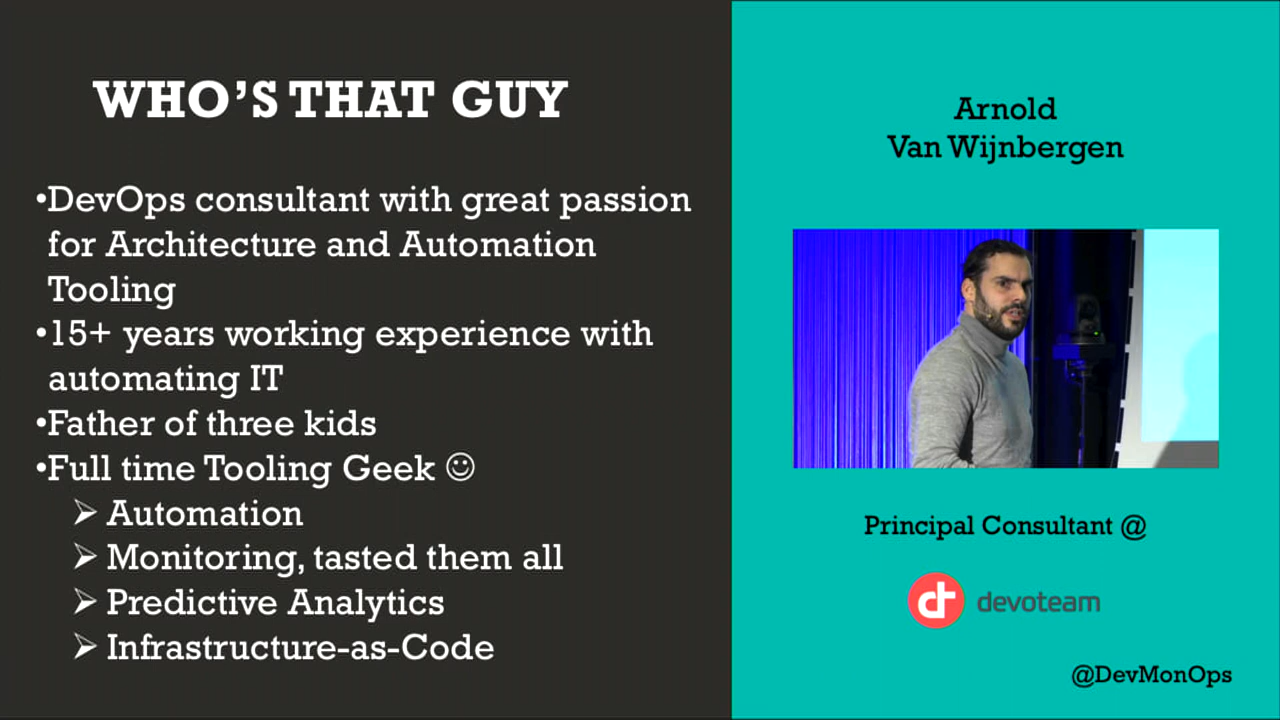 WHO'S THAT GUY
•DevOps consultant with great passion
for Architecture and Automation
Tooling
•15+ years working experience with
automating IT
•Father of three kids
•Full time Tooling Geek ☺
➢ Automation
➢ Monitoring, tasted them all
➢ Predictive Analytics
➢ Infrastructure-as-Code
Arnold
Van Wijnbergen
Principal Consultant @
devoteam
@DevMonOps